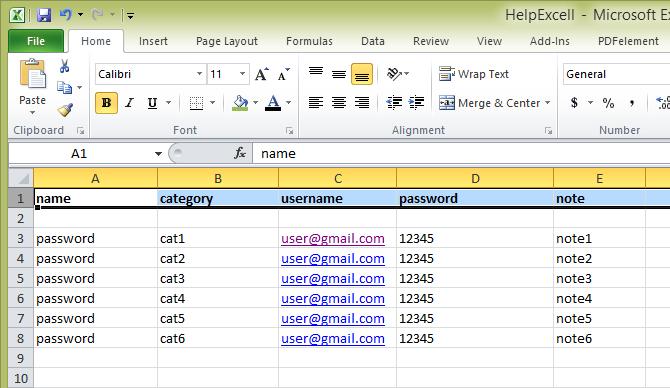 HelpExcell - Microsoft E
File Home Insert Page Layout Formulas Data Review View Add-Ins PDFelement
Calibri 11 A A Wrap Text General
Paste B I U A Merge & Center $ % ,
Clipboard Font Alignment Number
A1 fx name
A B C D E
1 name category username password note
2
3 password cat1 user@gmail.com 12345 note1
4 password cat2 user@gmail.com 12345 note2
5 password cat3 user@gmail.com 12345 note3
6 password cat4 user@gmail.com 12345 note4
7 password cat5 user@gmail.com 12345 note5
8 password cat6 user@gmail.com 12345 note6
9
10